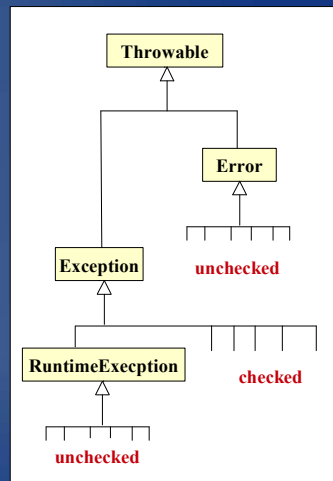 Throwable
Error
unchecked
Exception
RuntimeExecption
checked
unchecked